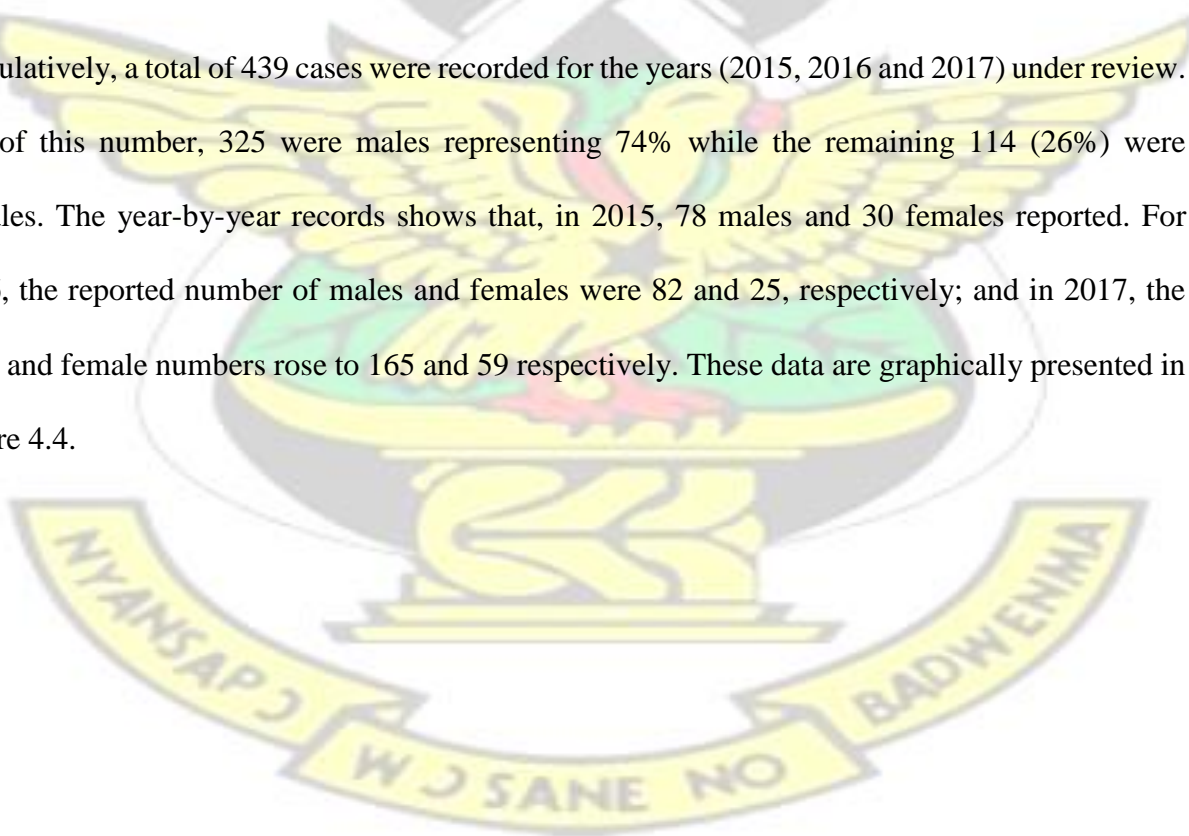 ulatively, a total of 439 cases were recorded for the years (2015, 2016 and 2017) under review.
of this number, 325 were males representing 74% while the remaining 114 (26%) were
les. The year-by-year records shows that, in 2015, 78 males and 30 females reported. For
, the reported number of males and females were 82 and 25, respectively; and in 2017, the
and female numbers rose to 165 and 59 respectively. These data are graphically presented in
re 4.4.
NYANSAPƆ WƆSANE NO BADWENMA